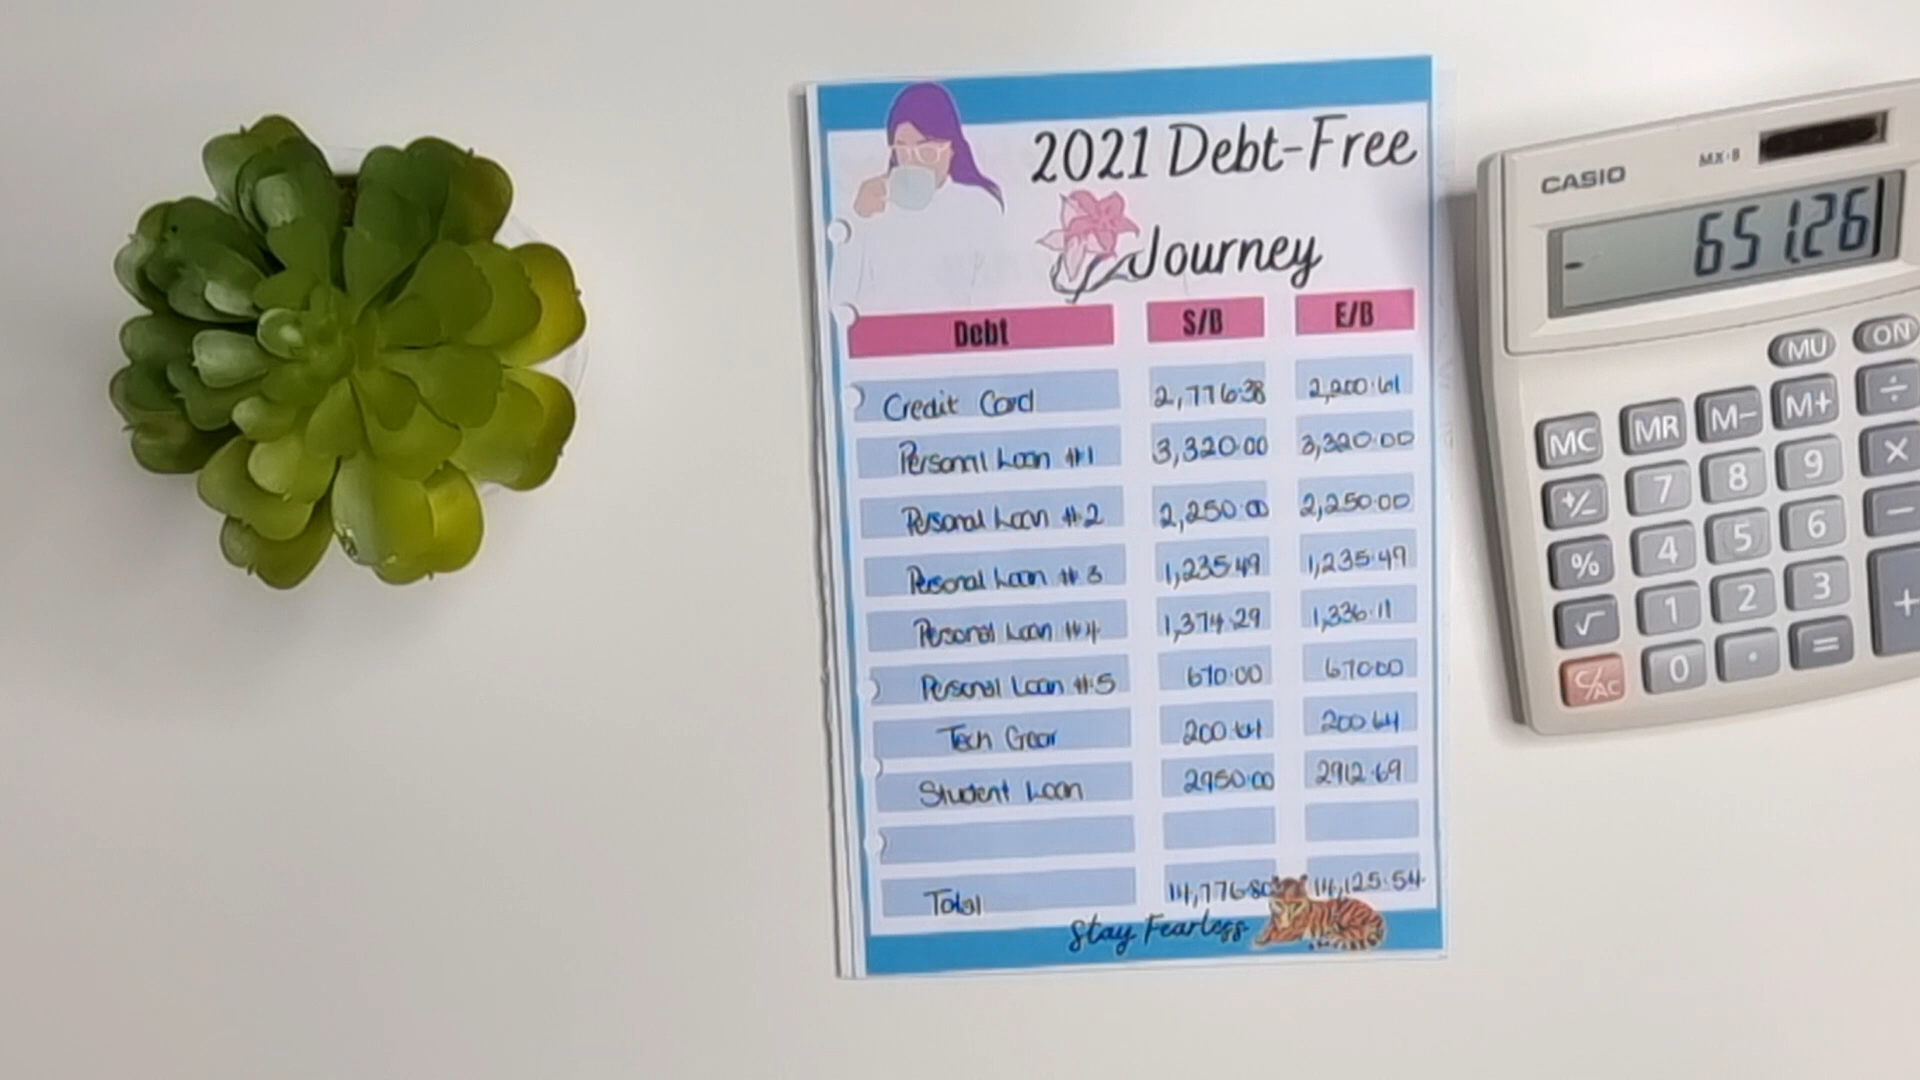 2021 Debt-Free
Journey
Debt S/B E/B
Credit Card 2,776.38 2,200.61
Personal Loan #1 3,320.00 3,320.00
Personal Loan #2 2,250.00 2,250.00
Personal Loan #3 1,235.49 1,235.49
Personal Loan #4 1,374.29 1,336.11
Personal Loan #5 670.00 670.00
Tech Gear 200.64 200.64
Student Loan 2950.00 2912.69
Total 14,776.80 14,125.54
Stay Fearless
CASIO MX-8
- 651.26
MU ON
MC MR M- M+ ÷
+/- 7 8 9 ×
% 4 5 6 −
√ 1 2 3 +
C/AC 0 . =